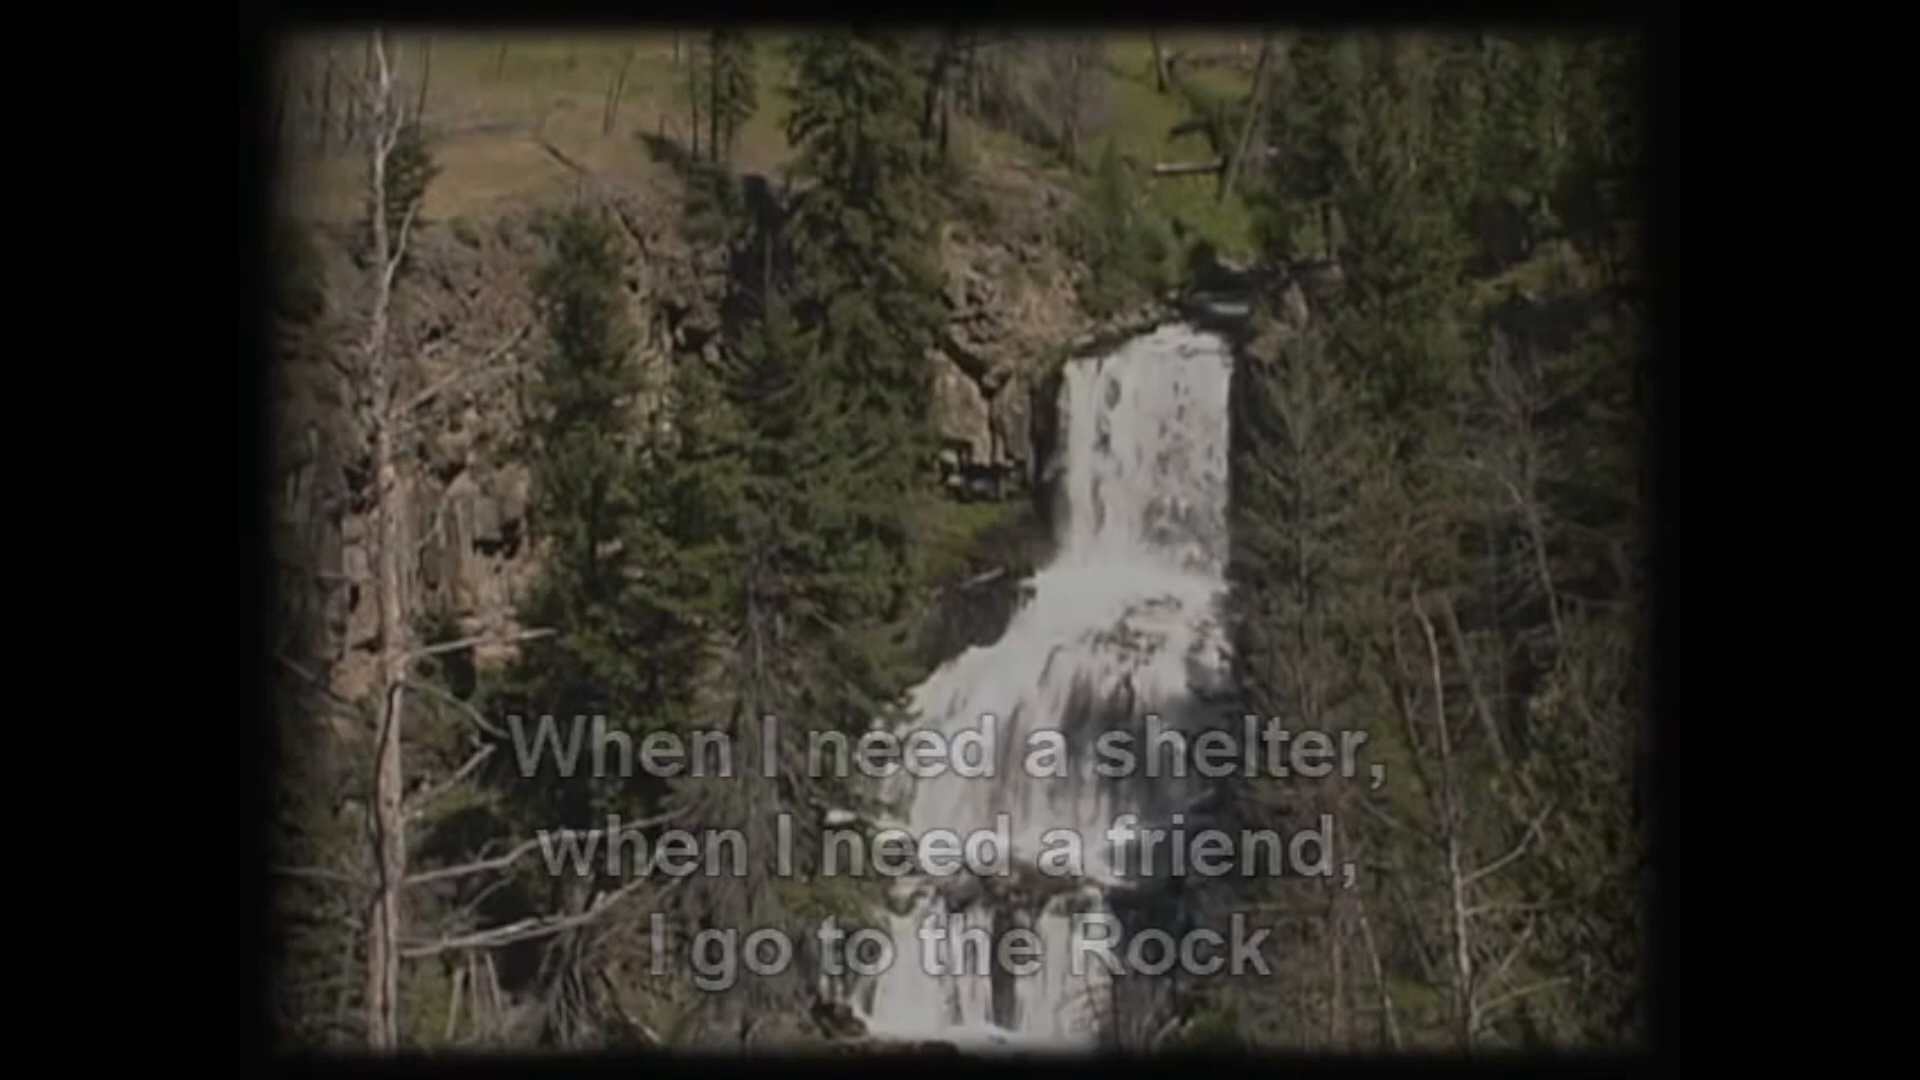 When I need a shelter,
when I need a friend,
I go to the Rock